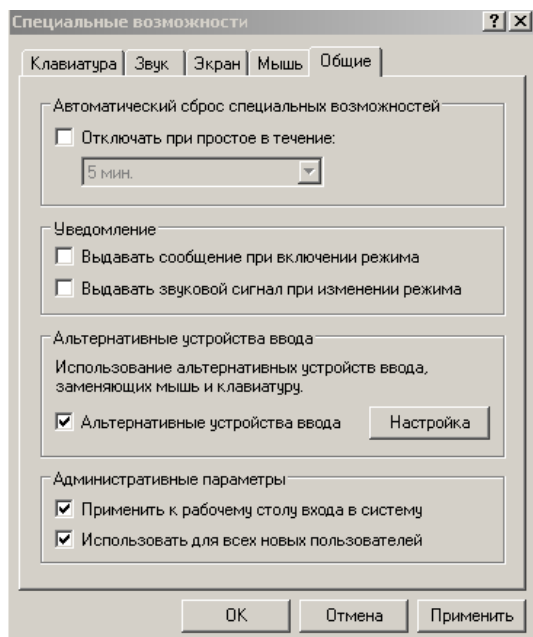 Специальные возможности
Клавиатура Звук Экран Мышь Общие
Автоматический сброс специальных возможностей
Отключать при простое в течение:
5 мин.
Уведомление
Выдавать сообщение при включении режима
Выдавать звуковой сигнал при изменении режима
Альтернативные устройства ввода
Использование альтернативных устройств ввода,
заменяющих мышь и клавиатуру.
Альтернативные устройства ввода Настройка
Административные параметры
Применить к рабочему столу входа в систему
Использовать для всех новых пользователей
ОК Отмена Применить